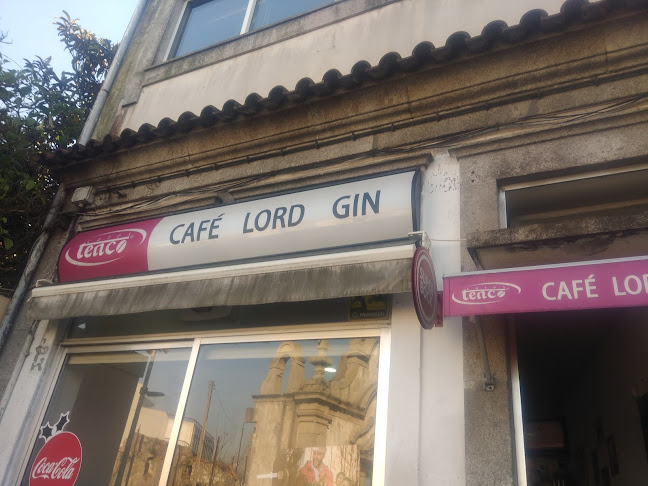 tenco
CAFÉ LORD GIN
tenco
CAFÉ LOR
Coca-Cola